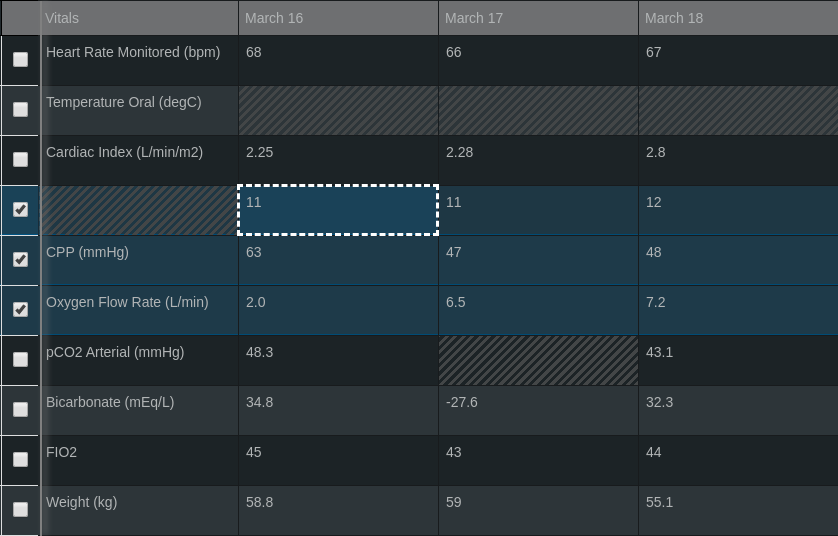 Vitals March 16 March 17 March 18
Heart Rate Monitored (bpm) 68 66 67
Temperature Oral (degC)
Cardiac Index (L/min/m2) 2.25 2.28 2.8
11 11 12
CPP (mmHg) 63 47 48
Oxygen Flow Rate (L/min) 2.0 6.5 7.2
pCO2 Arterial (mmHg) 48.3 43.1
Bicarbonate (mEq/L) 34.8 -27.6 32.3
FIO2 45 43 44
Weight (kg) 58.8 59 55.1